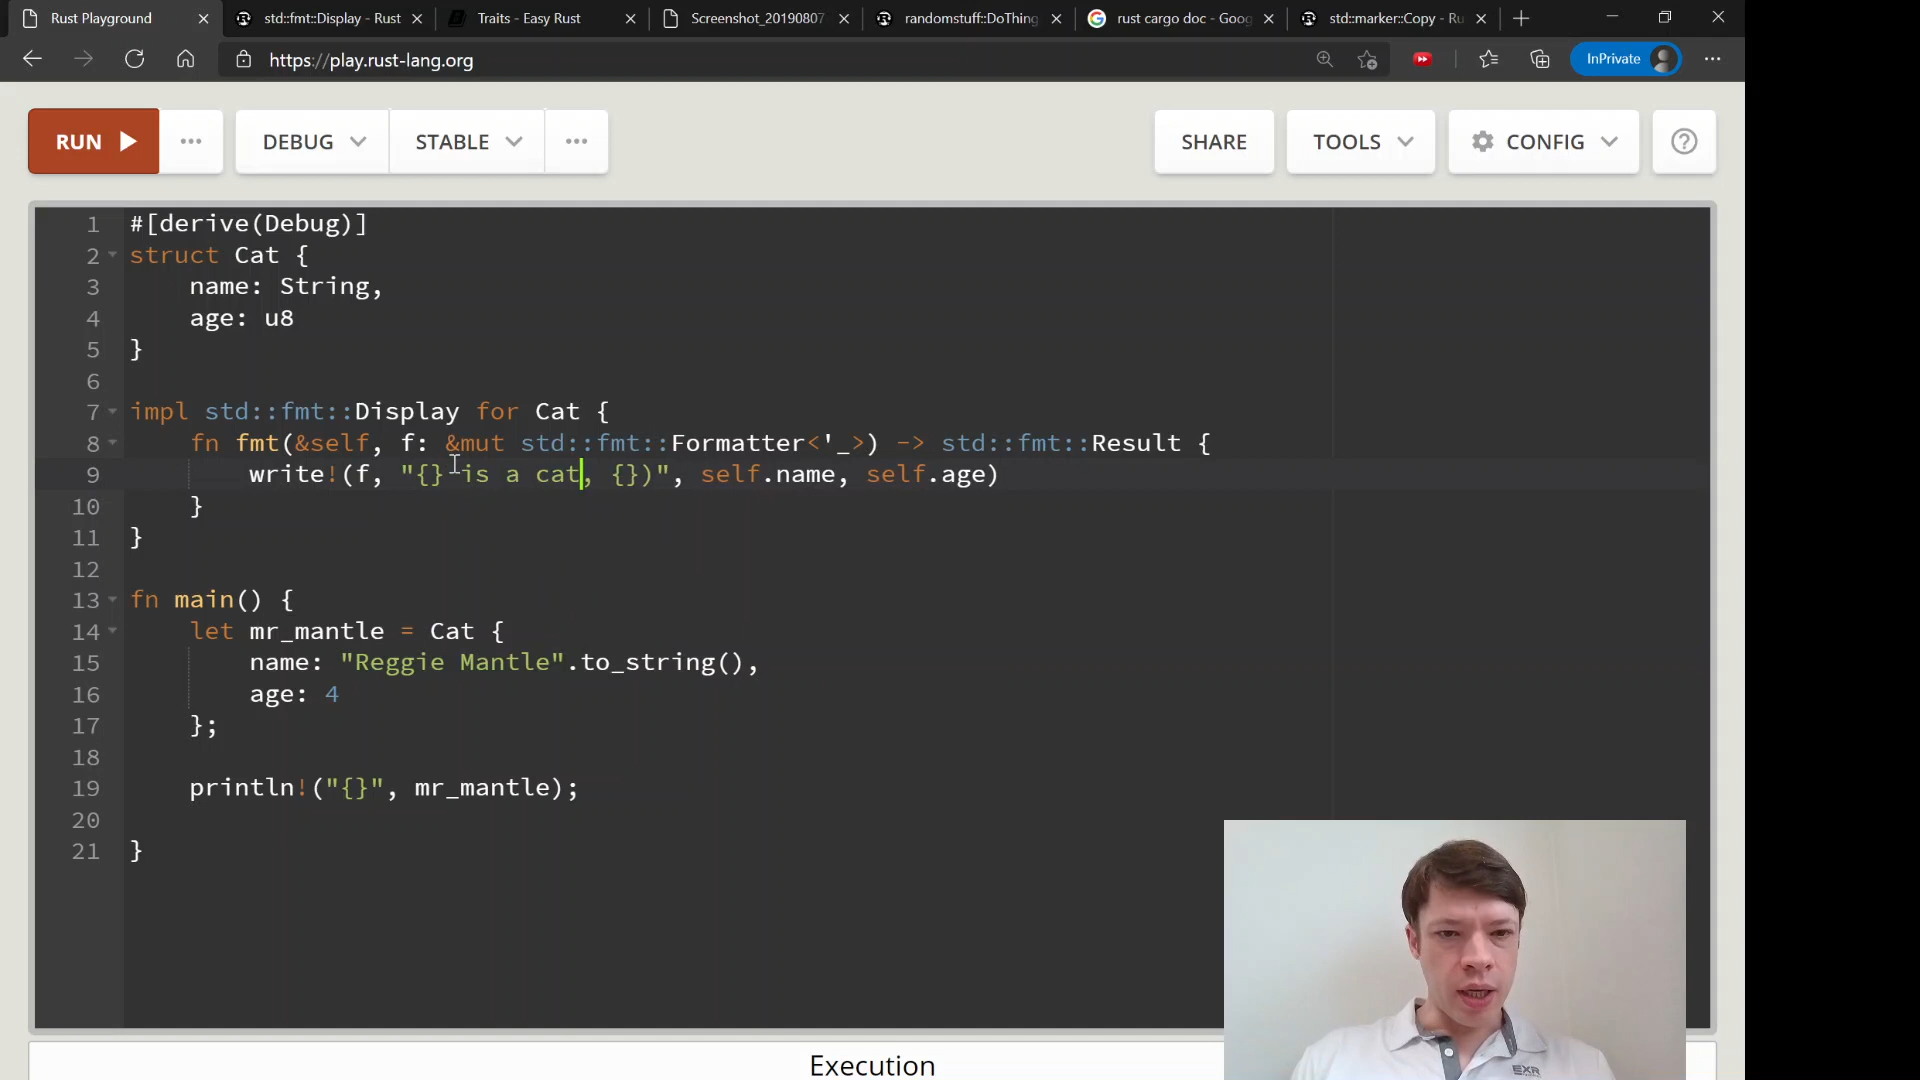 Rust Playground
std::fmt::Display - Rust
Traits - Easy Rust
Screenshot_20190807
randomstuff::DoThing
rust cargo doc - Goog
std::marker::Copy - Ru
https://play.rust-lang.org
InPrivate
RUN
DEBUG
STABLE
SHARE
TOOLS
CONFIG
1 #[derive(Debug)]
2 struct Cat {
3 name: String,
4 age: u8
5 }
6
7 impl std::fmt::Display for Cat {
8 fn fmt(&self, f: &mut std::fmt::Formatter<'_>) -> std::fmt::Result {
9 write!(f, "{} is a cat, {})", self.name, self.age)
10 }
11 }
12
13 fn main() {
14 let mr_mantle = Cat {
15 name: "Reggie Mantle".to_string(),
16 age: 4
17 };
18
19 println!("{}", mr_mantle);
20
21 }
Execution
EXR